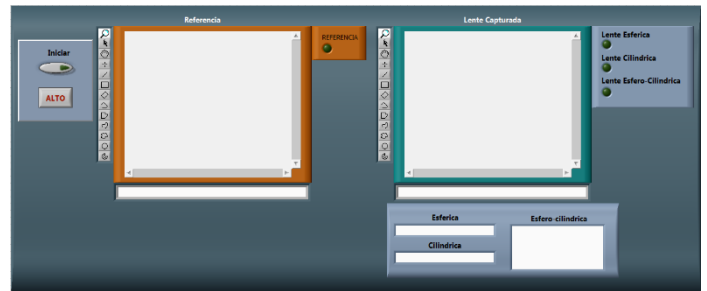 Referencia
Lente Capturada
Iniciar
ALTO
REFERENCIA
Lente Esferica
Lente Cilindrica
Lente Esfero-Cilindrica
Esferica
Esfero-cilindrica
Cilindrica